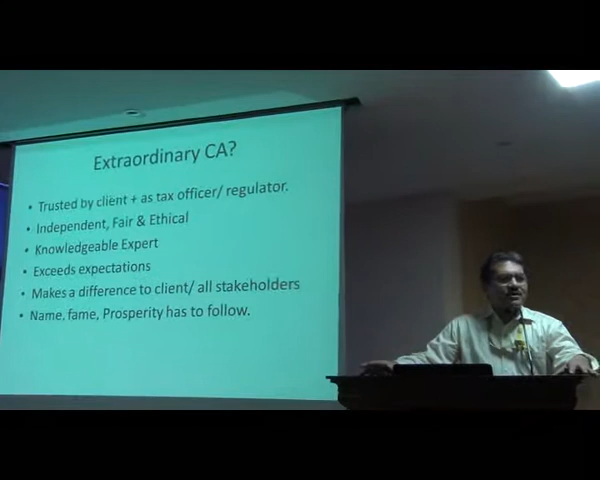 Extraordinary CA?
• Trusted by client + as tax officer/ regulator.
• Independent, Fair & Ethical
• Knowledgeable Expert
• Exceeds expectations
• Makes a difference to client/ all stakeholders
• Name, fame, Prosperity has to follow.